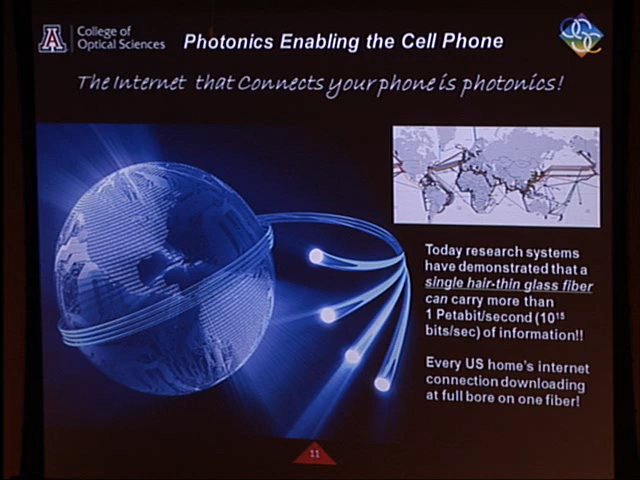 A
College of
Optical Sciences
Photonics Enabling the Cell Phone
The Internet that Connects your phone is photonics!
Today research systems
have demonstrated that a
single hair-thin glass fiber
can carry more than
1 Petabit/second (10¹⁵
bits/sec) of information!!
Every US home's internet
connection downloading
at full bore on one fiber!
11